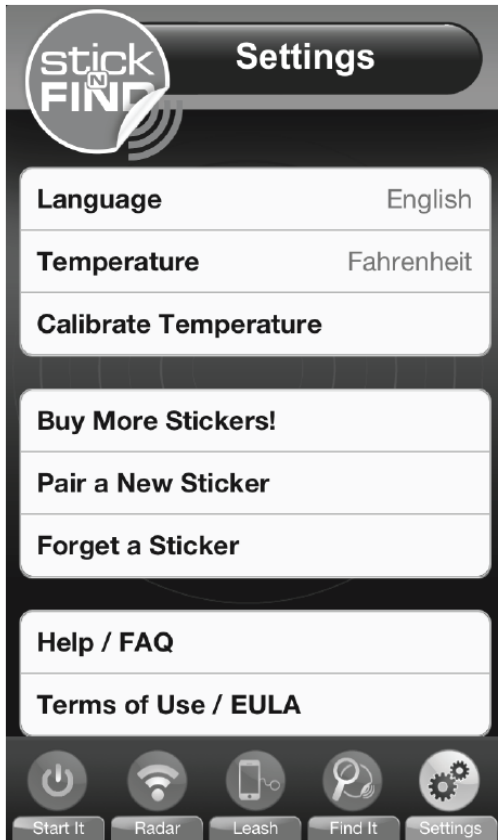 stick
N
FIND
Settings
Language English
Temperature Fahrenheit
Calibrate Temperature
Buy More Stickers!
Pair a New Sticker
Forget a Sticker
Help / FAQ
Terms of Use / EULA
Start It Radar Leash Find It Settings